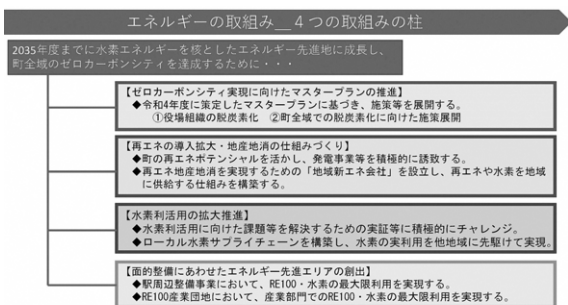 エネルギーの取組み__４つの取組みの柱
2035年度までに水素エネルギーを核としたエネルギー先進地に成長し、
町全域のゼロカーボンシティを達成するために・・・
【ゼロカーボンシティ実現に向けたマスタープランの推進】
◆令和4年度に策定したマスタープランに基づき、施策等を展開する。
①役場組織の脱炭素化　②町全域での脱炭素化に向けた施策展開
【再エネの導入拡大・地産地消の仕組みづくり】
◆町の再エネポテンシャルを活かし、発電事業等を積極的に誘致する。
◆再エネ地産地消を実現するための「地域新エネ会社」を設立し、再エネや水素を地域
に供給する仕組みを構築する。
【水素利活用の拡大推進】
◆水素利活用に向けた課題等を解決するための実証等に積極的にチャレンジ。
◆ローカル水素サプライチェーンを構築し、水素の実利用を他地域に先駆けて実現。
【面的整備にあわせたエネルギー先進エリアの創出】
◆駅周辺整備事業において、RE100・水素の最大限利用を実現する。
◆RE100産業団地において、産業部門でのRE100・水素の最大限利用を実現する。